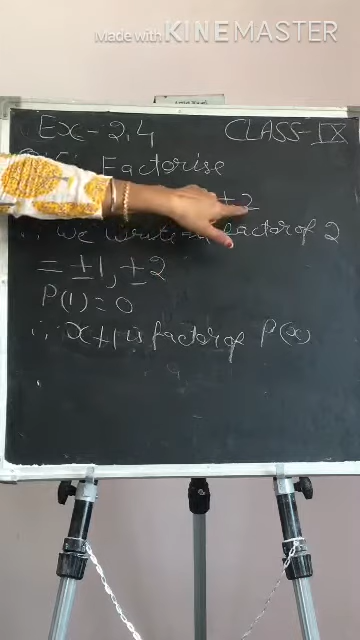 Made with KINEMASTER
Ex-2.4 CLASS-IX
Factorise
+2
∴ We write factor of 2
= ±1, ±2
P(1) = 0
∴ x+1 is factor of P(x)